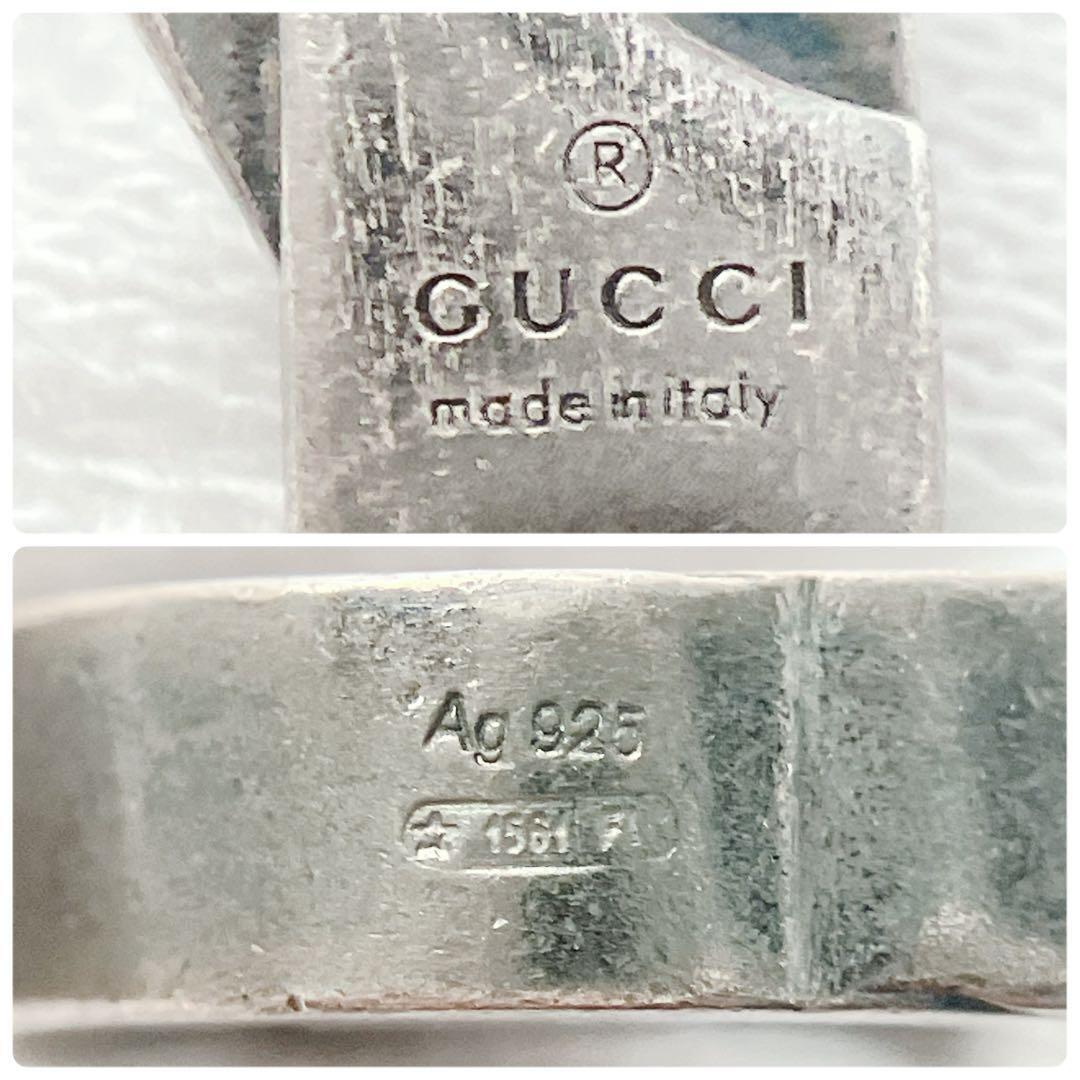 ®
GUCCI
made in italy
Ag 925
☆ 1561 FI